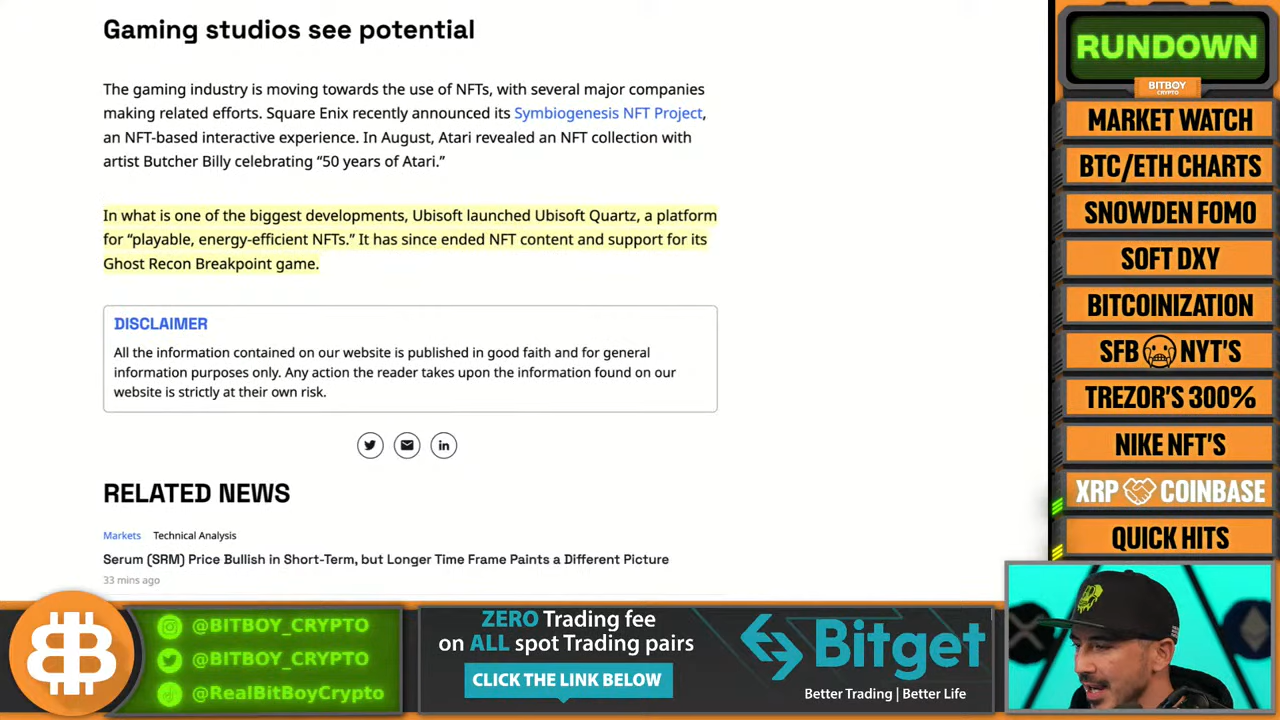 Gaming studios see potential
The gaming industry is moving towards the use of NFTs, with several major companies
making related efforts. Square Enix recently announced its Symbiogenesis NFT Project,
an NFT-based interactive experience. In August, Atari revealed an NFT collection with
artist Butcher Billy celebrating “50 years of Atari.”
In what is one of the biggest developments, Ubisoft launched Ubisoft Quartz, a platform
for “playable, energy-efficient NFTs.” It has since ended NFT content and support for its
Ghost Recon Breakpoint game.
DISCLAIMER
All the information contained on our website is published in good faith and for general
information purposes only. Any action the reader takes upon the information found on our
website is strictly at their own risk.
RELATED NEWS
Markets Technical Analysis
Serum (SRM) Price Bullish in Short-Term, but Longer Time Frame Paints a Different Picture
33 mins ago
RUNDOWN
BITBOY
CRYPTO
MARKET WATCH
BTC/ETH CHARTS
SNOWDEN FOMO
SOFT DXY
BITCOINIZATION
SFB NYT'S
TREZOR'S 300%
NIKE NFT'S
XRP COINBASE
QUICK HITS
@BITBOY_CRYPTO
@BITBOY_CRYPTO
@RealBitBoyCrypto
ZERO Trading fee
on ALL spot Trading pairs
CLICK THE LINK BELOW
Bitget
Better Trading | Better Life